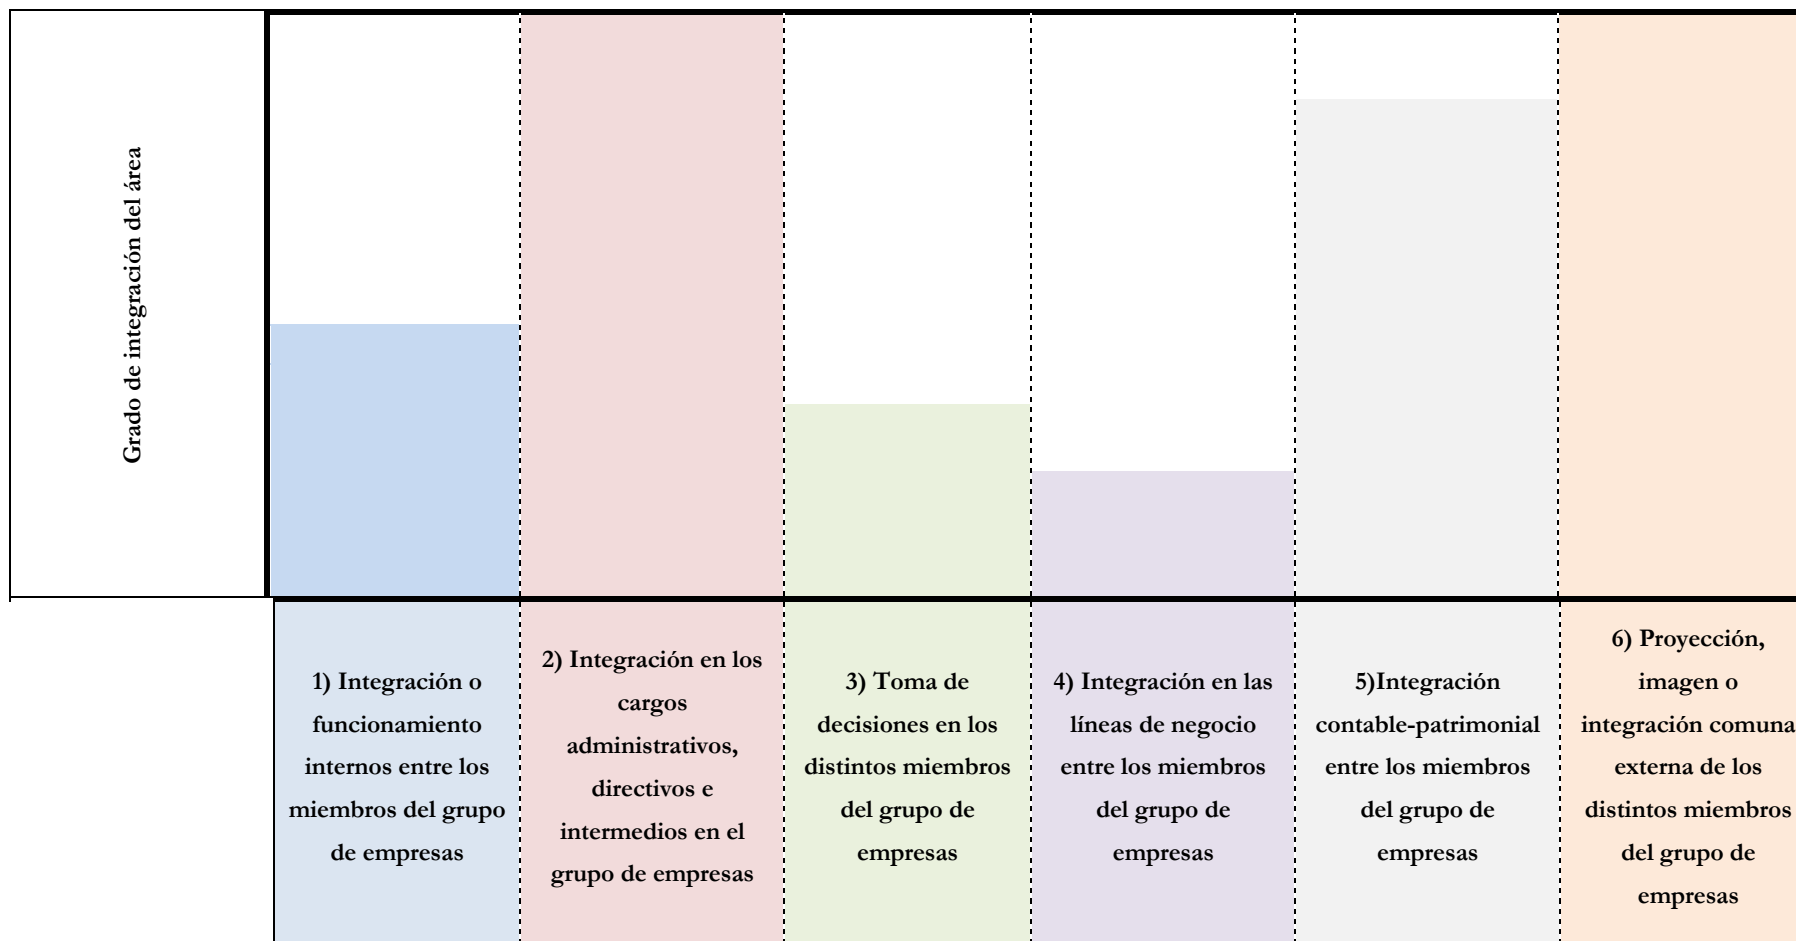 Grado de integración del área
1) Integración o
funcionamiento
internos entre los
miembros del grupo
de empresas
2) Integración en los
cargos
administrativos,
directivos e
intermedios en el
grupo de empresas
3) Toma de
decisiones en los
distintos miembros
del grupo de
empresas
4) Integración en las
líneas de negocio
entre los miembros
del grupo de
empresas
5)Integración
contable-patrimonial
entre los miembros
del grupo de
empresas
6) Proyección,
imagen o
integración comuna
externa de los
distintos miembros
del grupo de
empresas